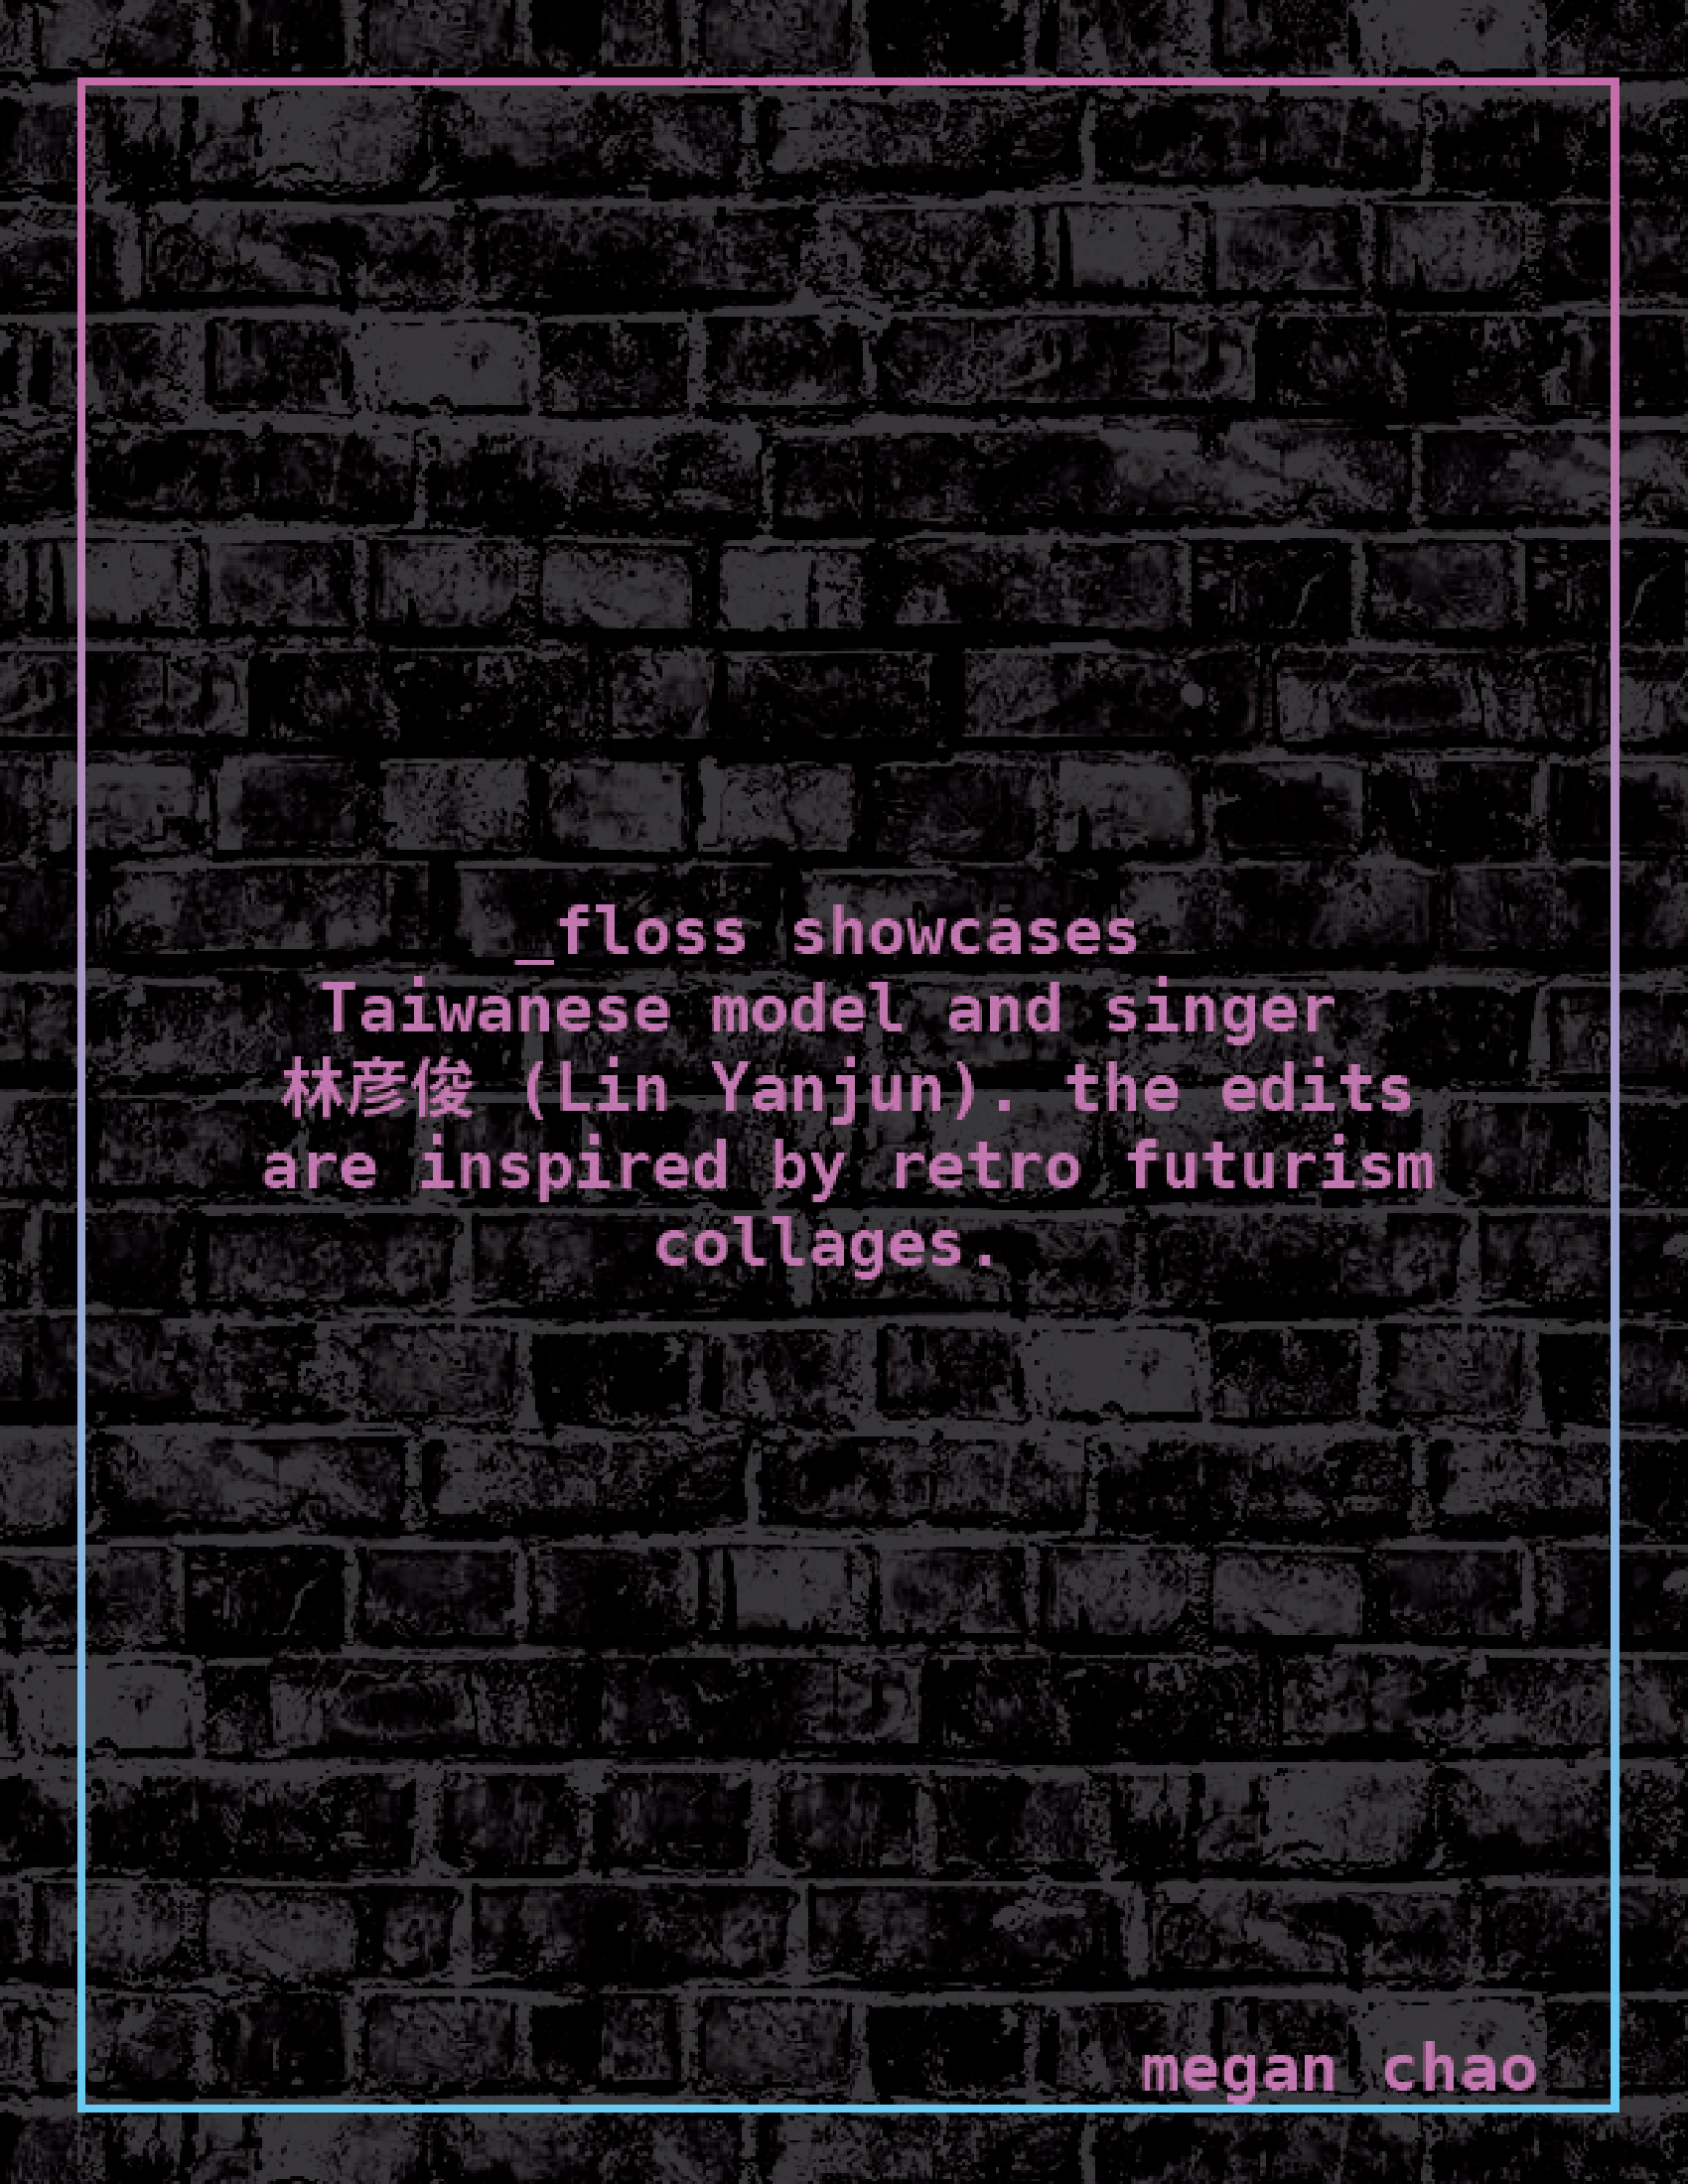 _floss showcases
Taiwanese model and singer
林彦俊 (Lin Yanjun). the edits
are inspired by retro futurism
collages.
megan chao